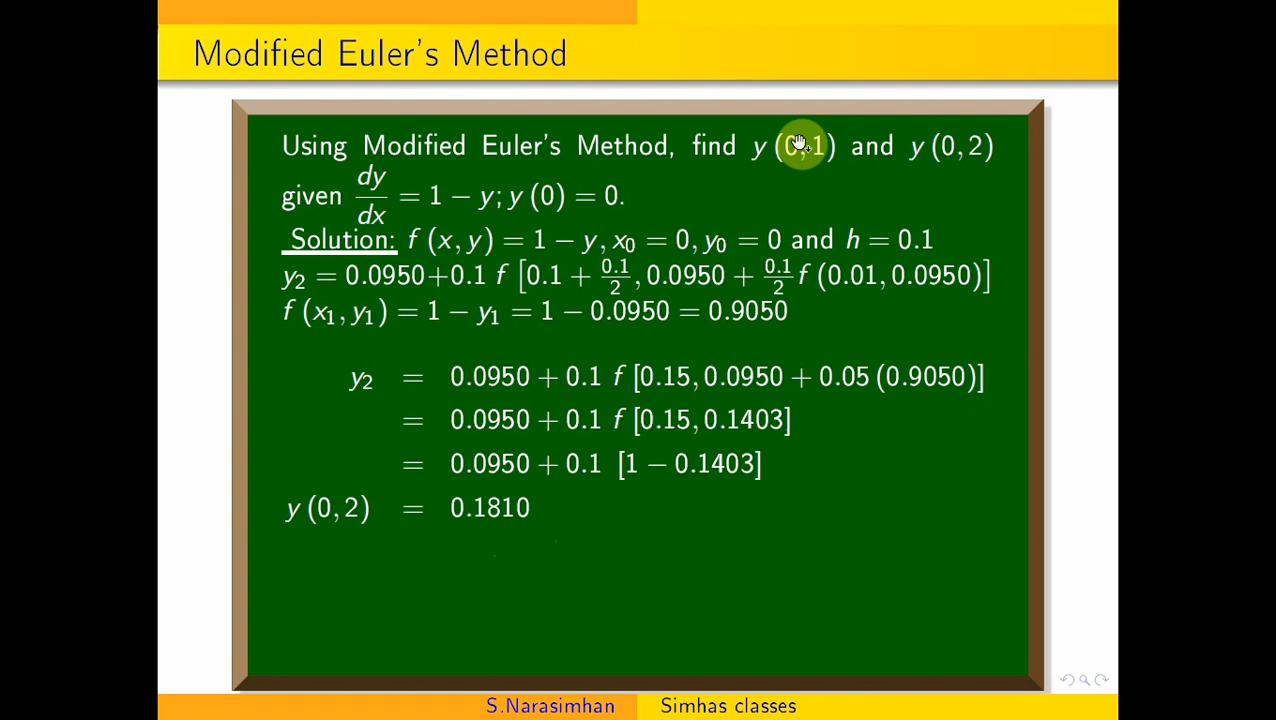 Modified Euler's Method
Using Modified Euler's Method, find y (0,1) and y (0,2)
given dy/dx = 1 − y; y (0) = 0.
Solution: f (x, y) = 1 − y, x₀ = 0, y₀ = 0 and h = 0.1
y₂ = 0.0950+0.1 f [0.1 + 0.1/2, 0.0950 + 0.1/2 f (0.01, 0.0950)]
f (x₁, y₁) = 1 − y₁ = 1 − 0.0950 = 0.9050
y₂ = 0.0950 + 0.1 f [0.15, 0.0950 + 0.05 (0.9050)]
= 0.0950 + 0.1 f [0.15, 0.1403]
= 0.0950 + 0.1 [1 − 0.1403]
y (0, 2) = 0.1810
S.Narasimhan Simhas classes